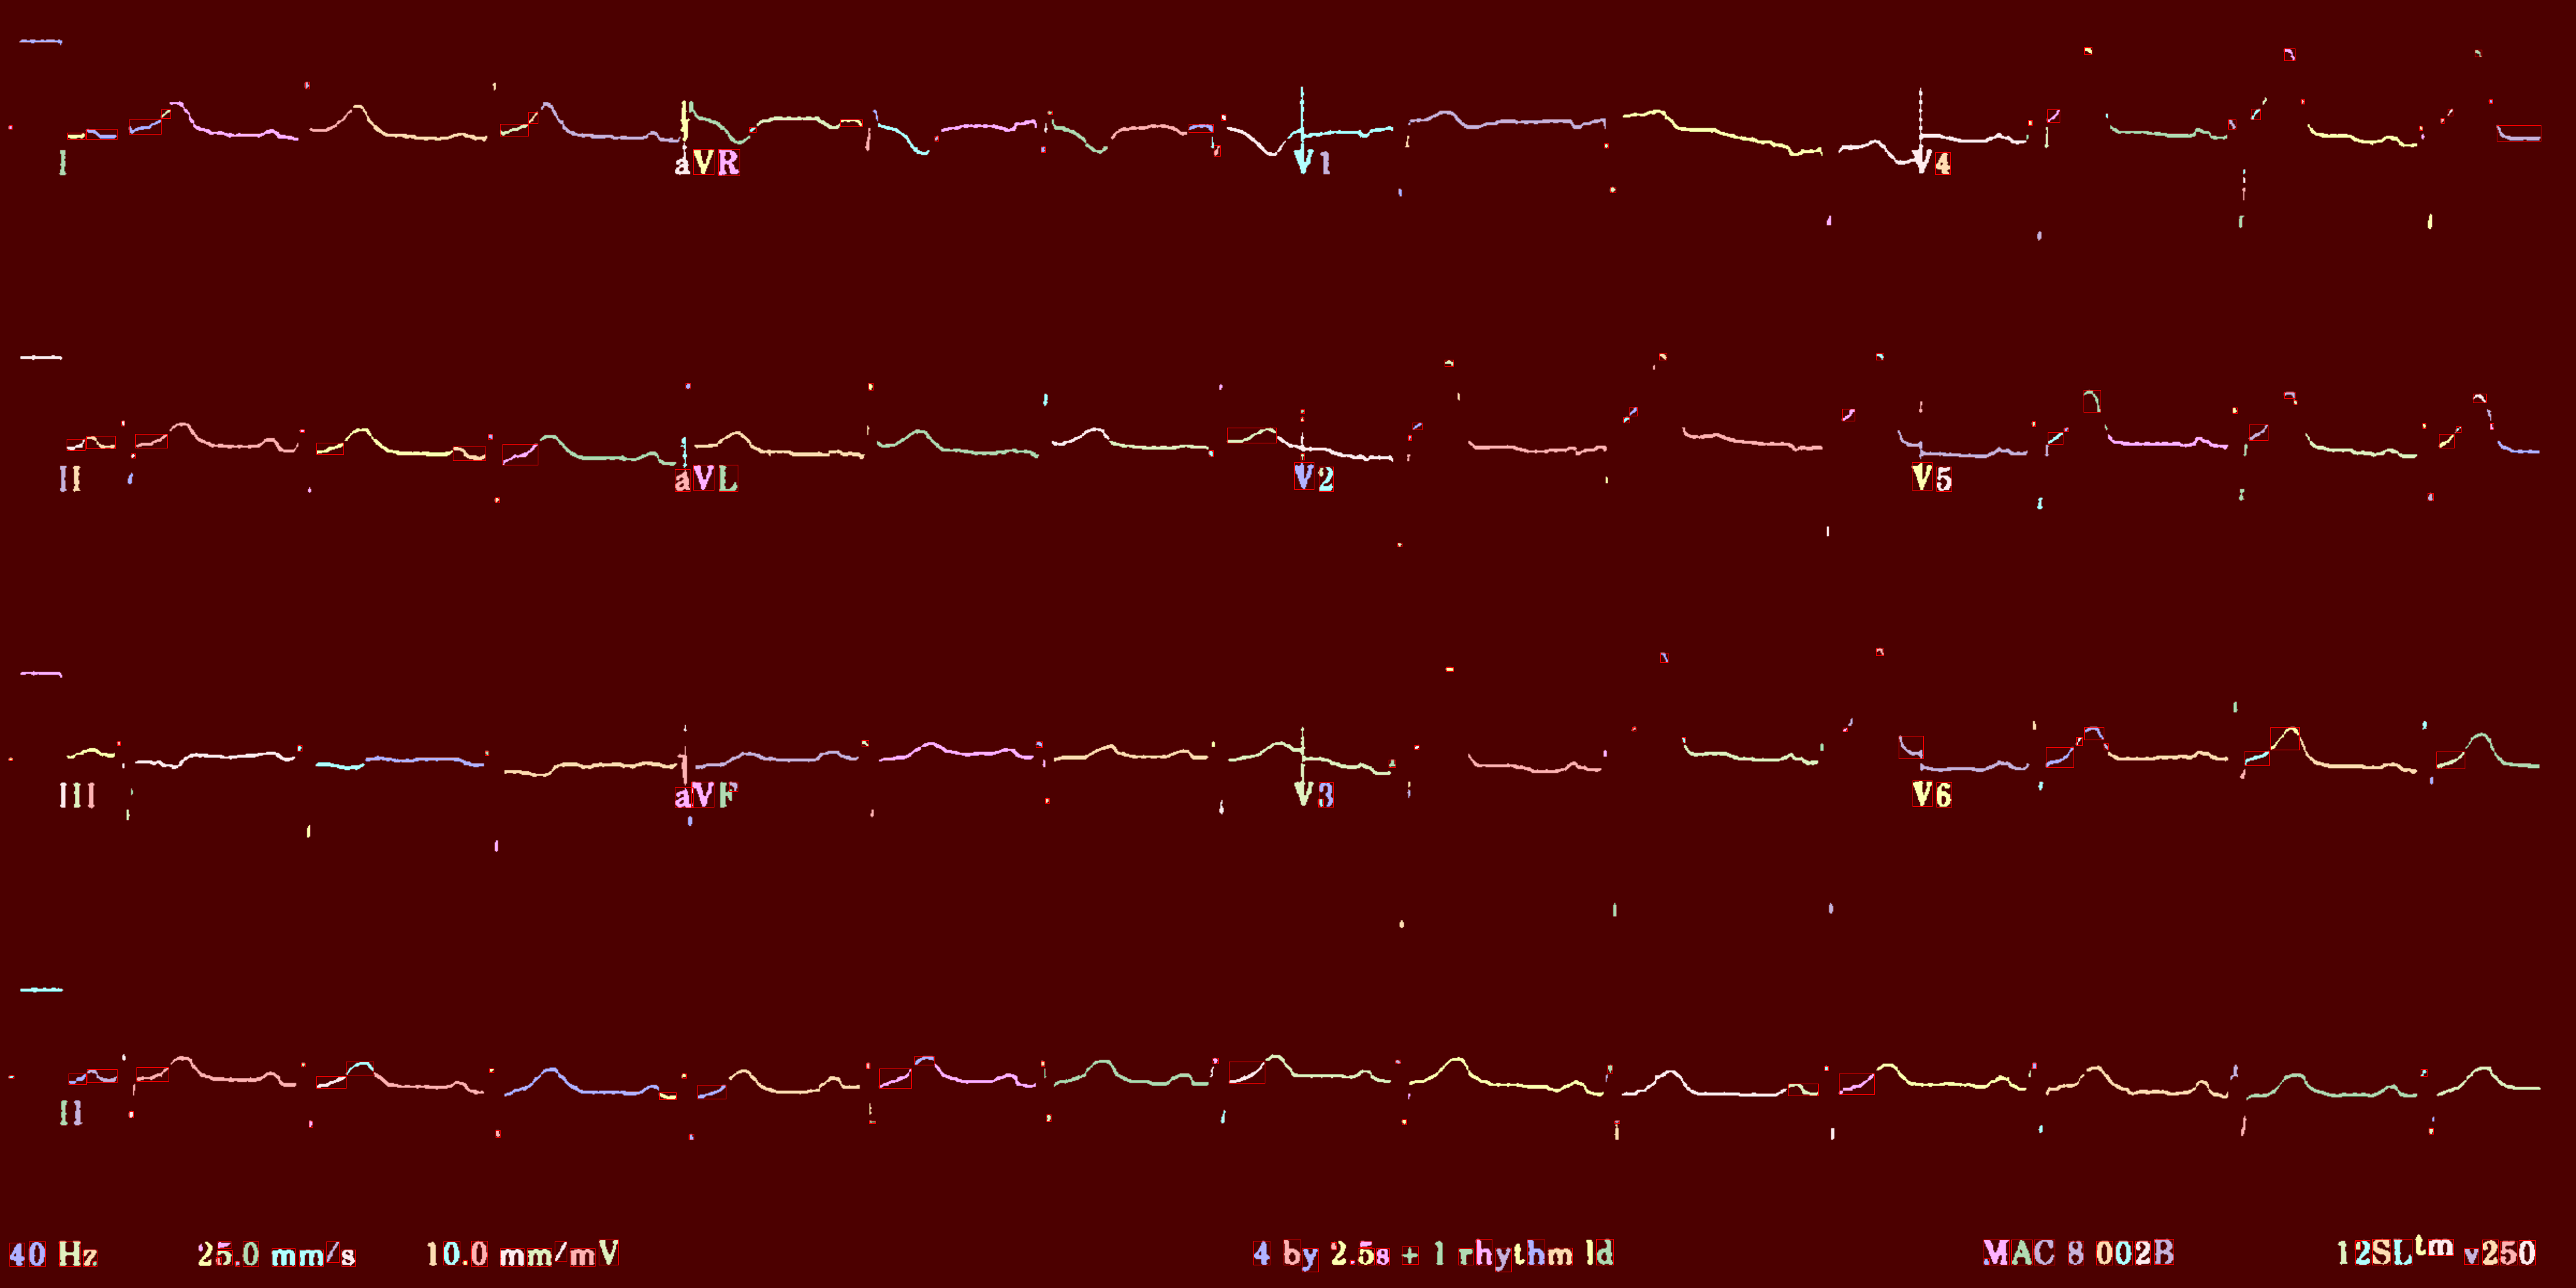 I aVR V1 V4
II aVL V2 V5
III aVF V3 V6
II
40 Hz 25.0 mm/s 10.0 mm/mV 4 by 2.5s + 1 rhythm ld MAC 8 002B 12SLtm v250